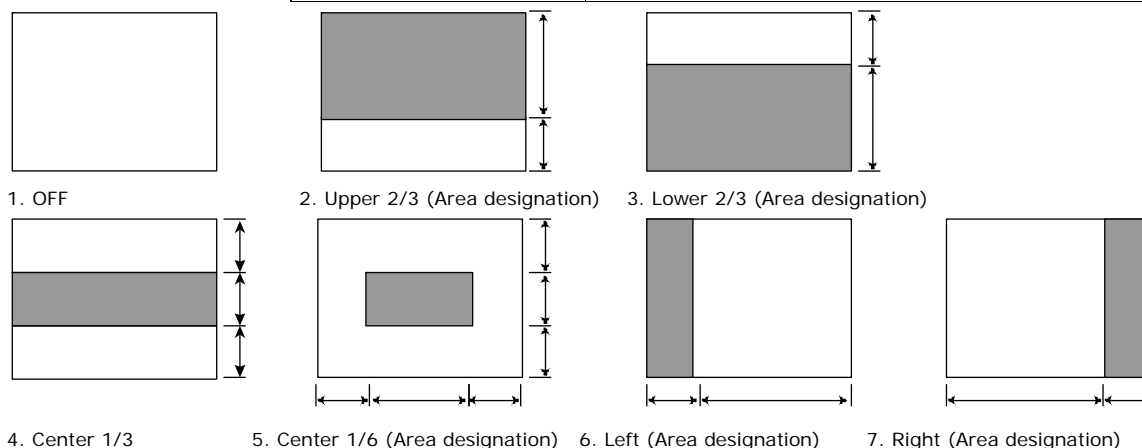 1. OFF
2. Upper 2/3 (Area designation)
3. Lower 2/3 (Area designation)
4. Center 1/3
5. Center 1/6 (Area designation)
6. Left (Area designation)
7. Right (Area designation)